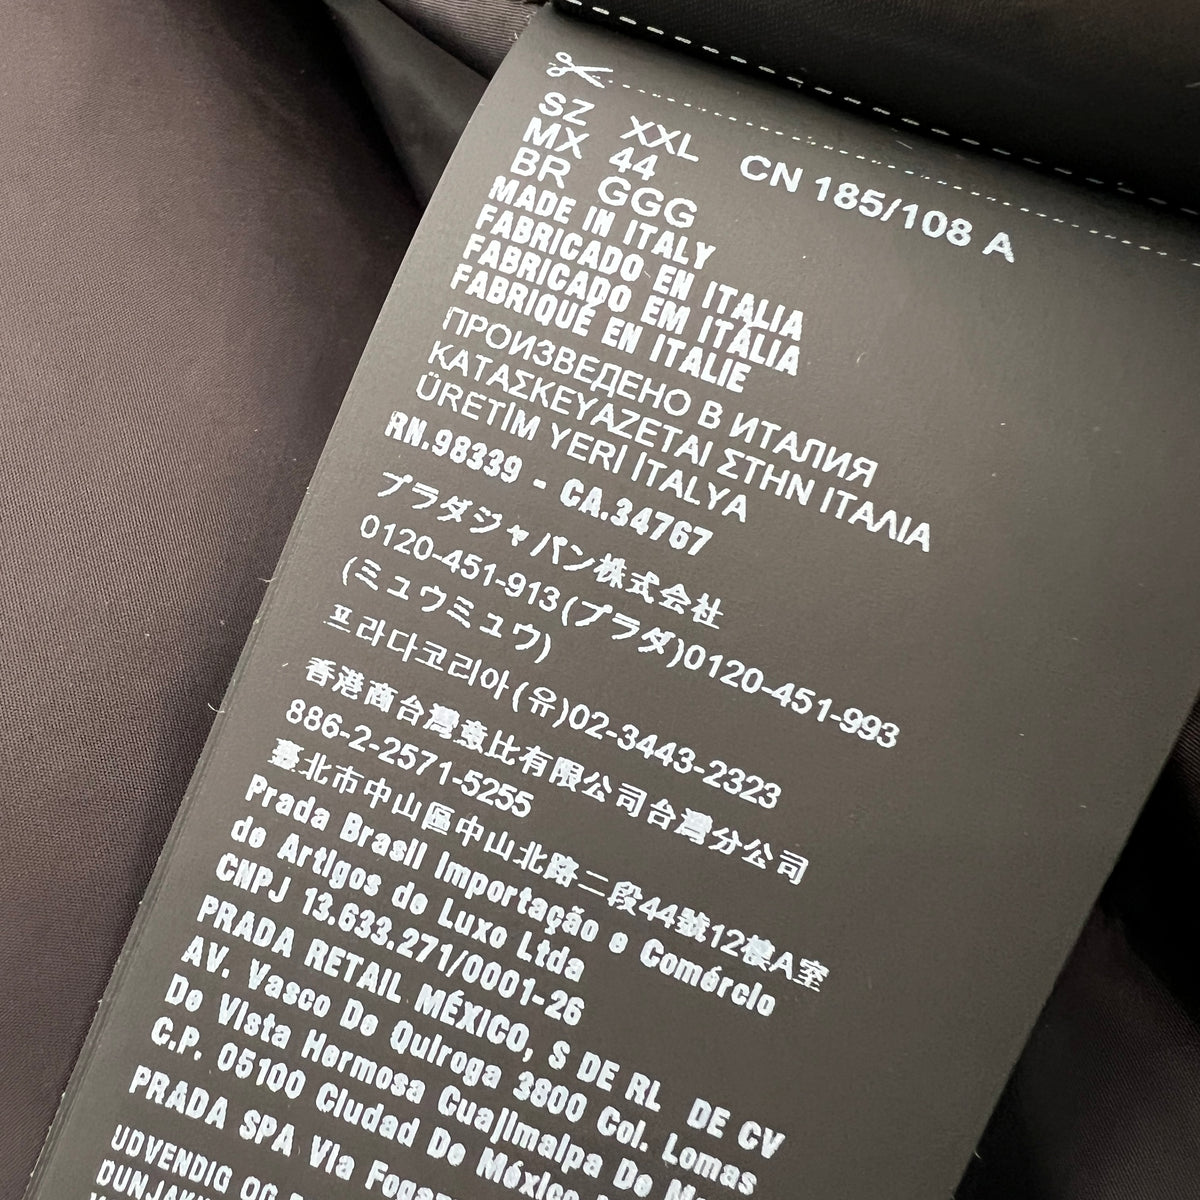 SZ XXL CN 185/108 A
MX 44
BR GGG
MADE IN ITALY
FABRICADO EN ITALIA
FABRICADO EM ITÁLIA
FABRIQUÉ EN ITALIE
ПРОИЗВЕДЕНО В ИТАЛИЯ
ΚΑΤΑΣΚΕΥΑΖΕΤΑΙ ΣΤΗΝ ΙΤΑΛΙΑ
ÜRETİM YERİ İTALYA
RN.98339 - CA.34767
プラダジャパン株式会社
0120-451-913(プラダ)0120-451-993
(ミュウミュウ)
프라다코리아(유)02-3443-2323
香港商台灣意比有限公司台灣分公司
886-2-2571-5255
臺北市中山區中山北路二段44號12樓A室
Prada Brasil Importação e Comércio
de Artigos de Luxo Ltda
CNPJ 13.633.271/0001-26
PRADA RETAIL MÉXICO, S DE RL DE CV
AV. Vasco De Quiroga 3800 Col. Lomas
De Vista Hermosa Cuajimalpa De
C.P. 05100 Ciudad De México
PRADA SPA Via
UDVENDIG